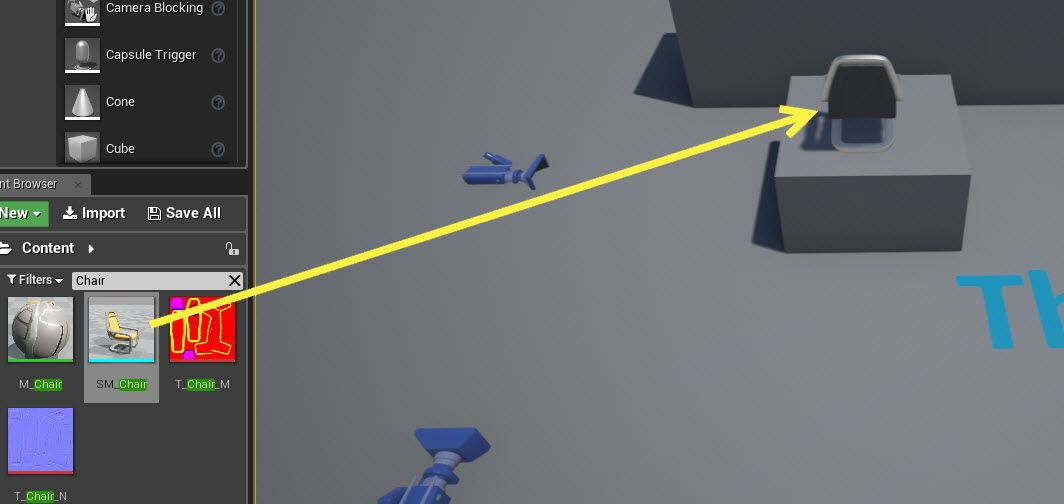 Camera Blocking
Capsule Trigger
Cone
Cube
nt Browser
New
Import
Save All
Content
Filters
Chair
M_Chair
SM_Chair
T_Chair_M
T_Chair_N
Th